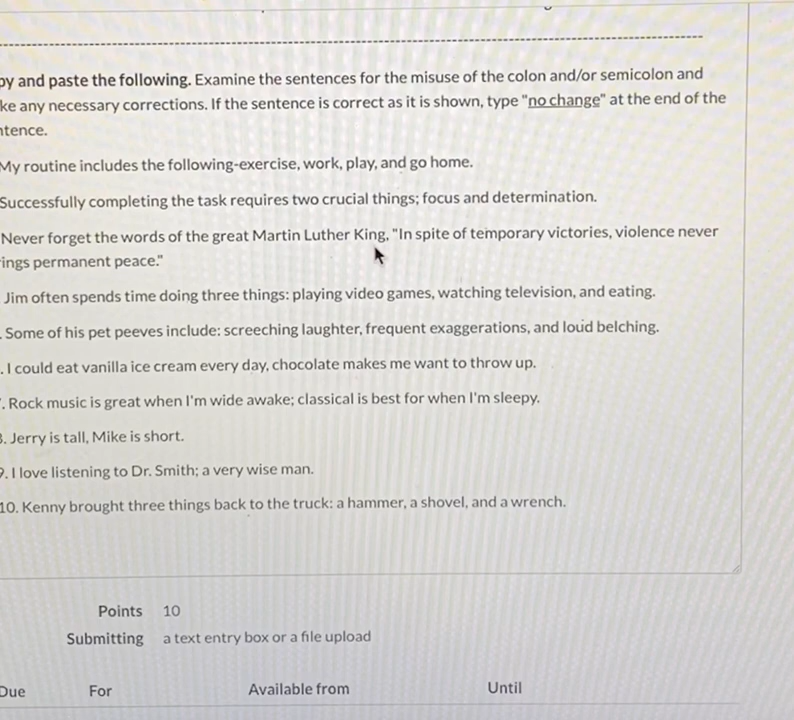 py and paste the following. Examine the sentences for the misuse of the colon and/or semicolon and
ke any necessary corrections. If the sentence is correct as it is shown, type "no change" at the end of the
ntence.
My routine includes the following-exercise, work, play, and go home.
Successfully completing the task requires two crucial things; focus and determination.
Never forget the words of the great Martin Luther King, "In spite of temporary victories, violence never
ings permanent peace."
Jim often spends time doing three things: playing video games, watching television, and eating.
. Some of his pet peeves include: screeching laughter, frequent exaggerations, and loud belching.
. I could eat vanilla ice cream every day, chocolate makes me want to throw up.
. Rock music is great when I'm wide awake; classical is best for when I'm sleepy.
8. Jerry is tall, Mike is short.
9. I love listening to Dr. Smith; a very wise man.
10. Kenny brought three things back to the truck: a hammer, a shovel, and a wrench.
Points 10
Submitting a text entry box or a file upload
Due For Available from Until